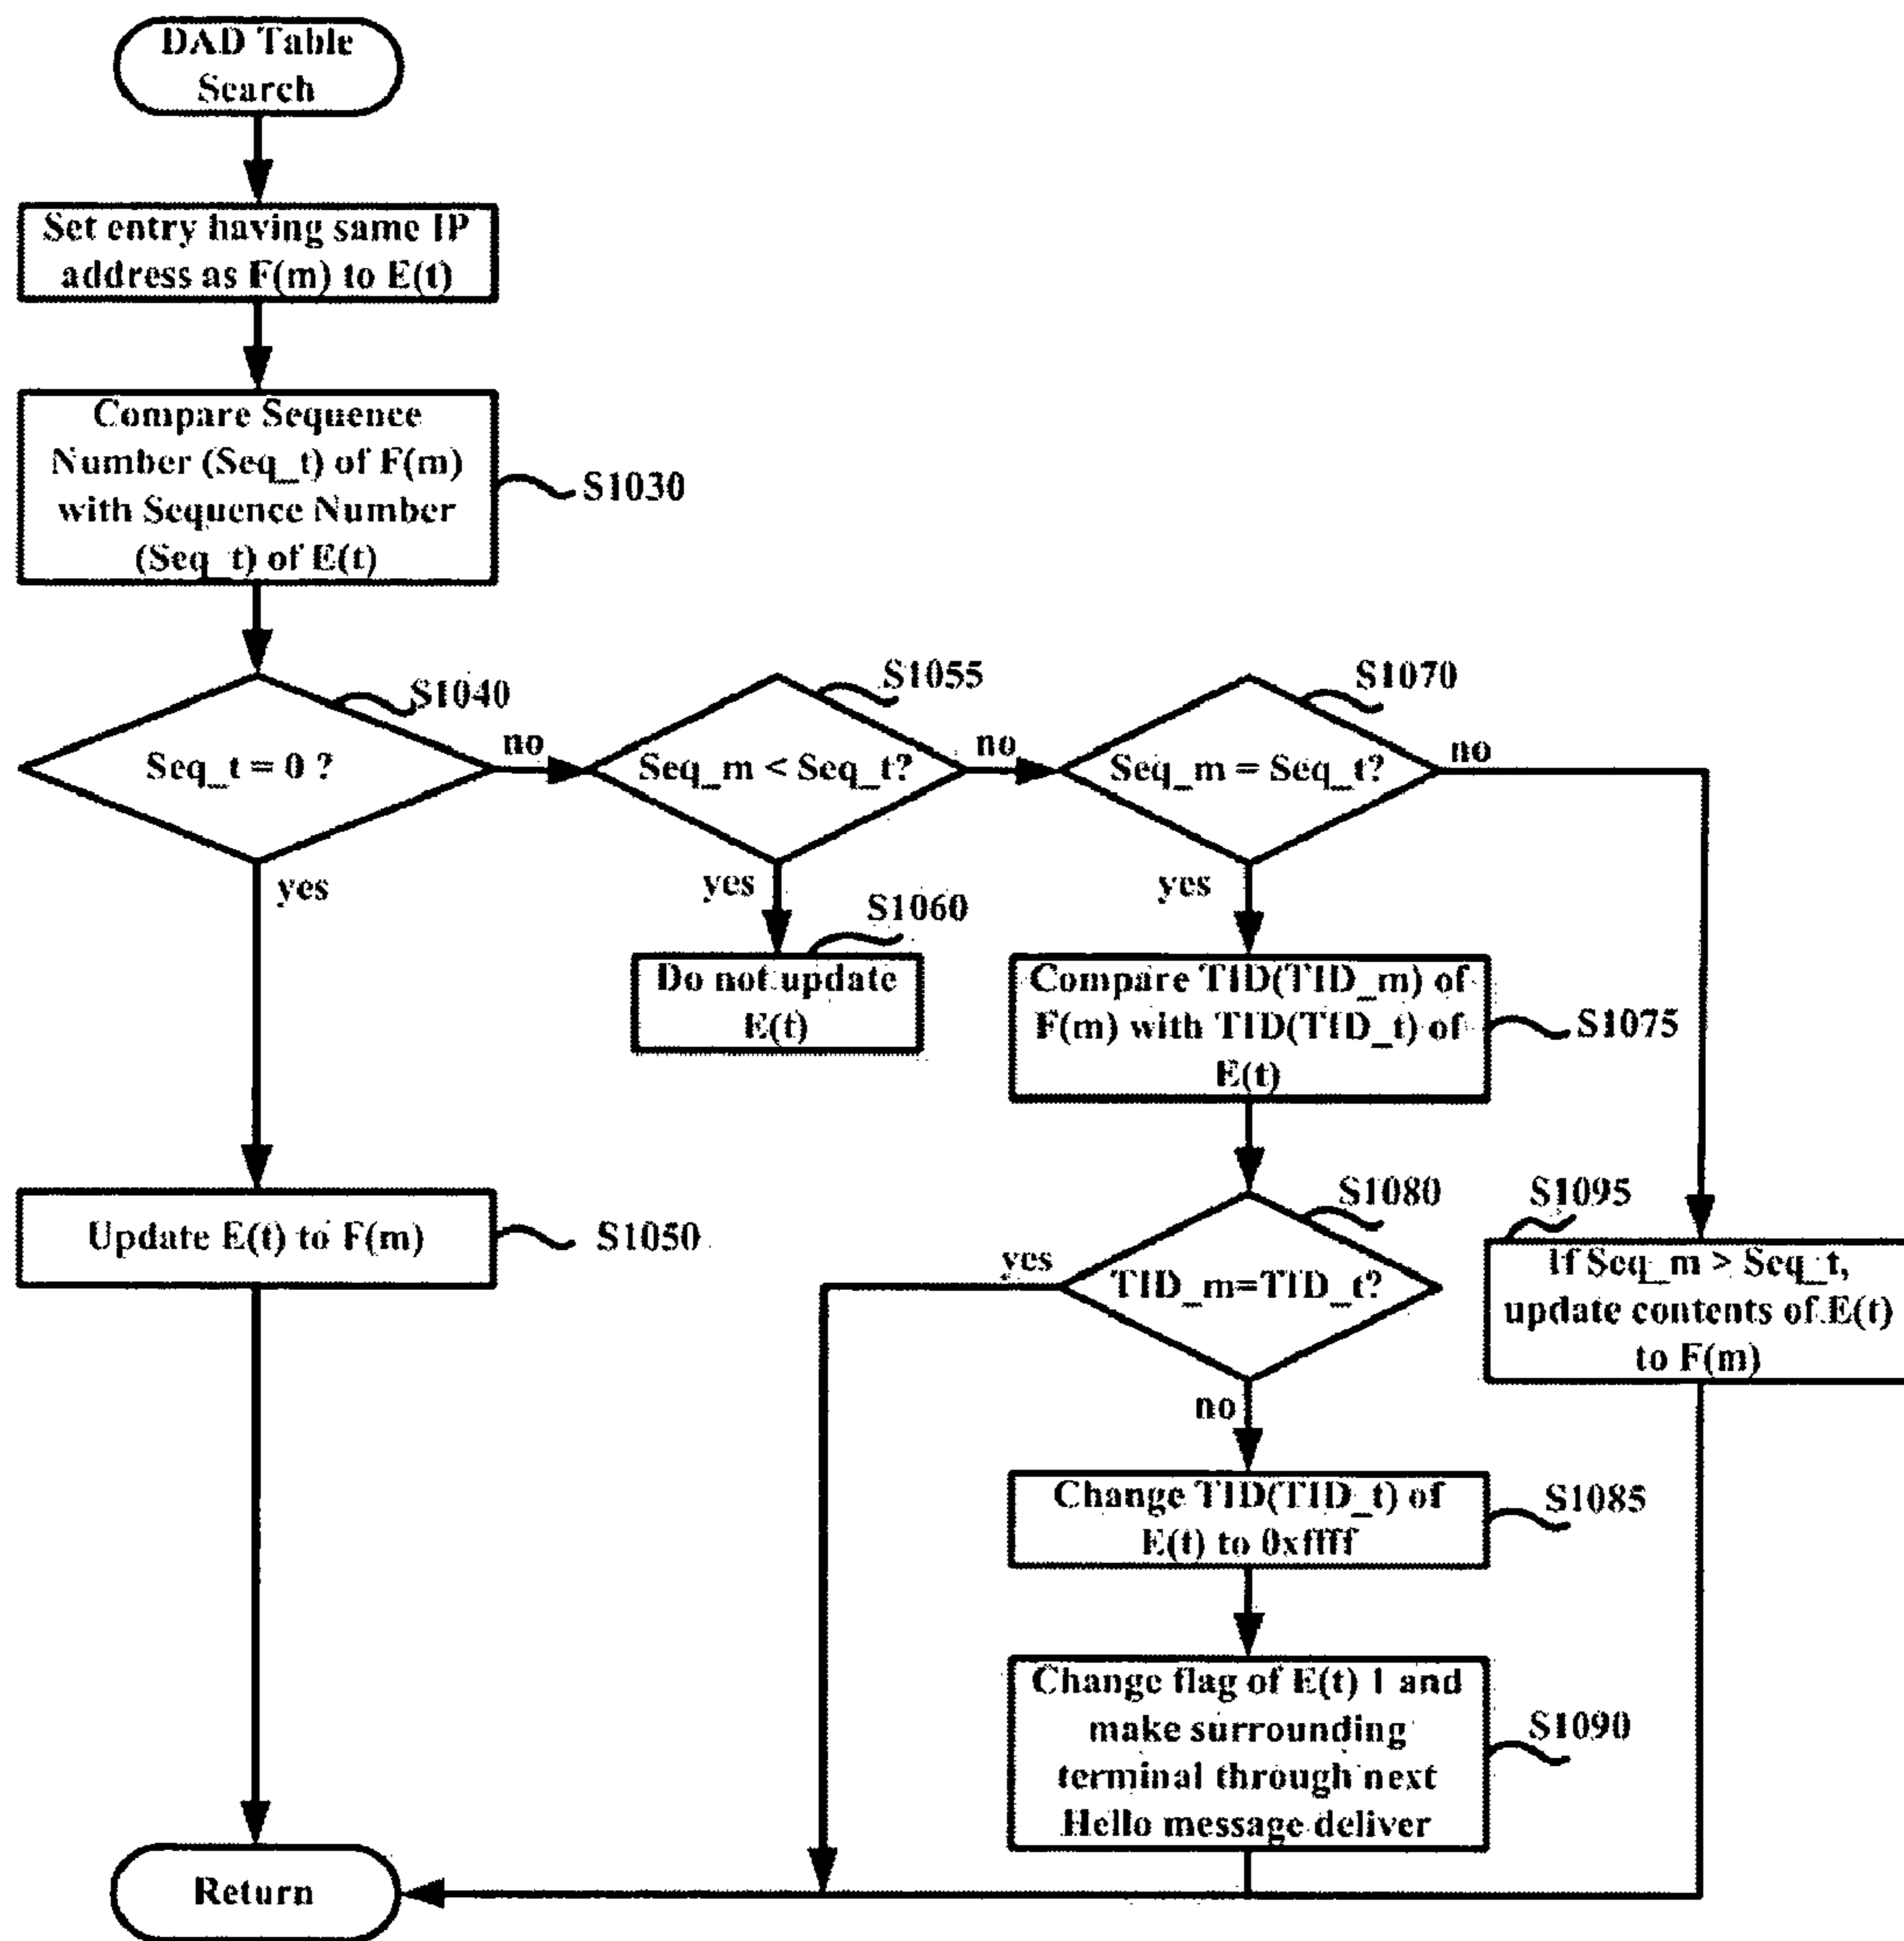 DAD Table
Search
Set entry having same IP
address as F(m) to E(t)
Compare Sequence
Number (Seq_t) of F(m)
with Sequence Number
(Seq_t) of E(t)
S1030
S1040
Seq_t = 0 ?
no
yes
S1055
Seq_m < Seq_t?
no
yes
S1070
Seq_m = Seq_t?
no
yes
S1060
Do not update
E(t)
Compare TID(TID_m) of
F(m) with TID(TID_t) of
E(t)
S1075
Update E(t) to F(m)
S1050
S1080
TID_m=TID_t?
yes
no
S1095
If Seq_m > Seq_t,
update contents of E(t)
to F(m)
Change TID(TID_t) of
E(t) to 0xffff
S1085
Change flag of E(t) 1 and
make surrounding
terminal through next
Hello message deliver
S1090
Return